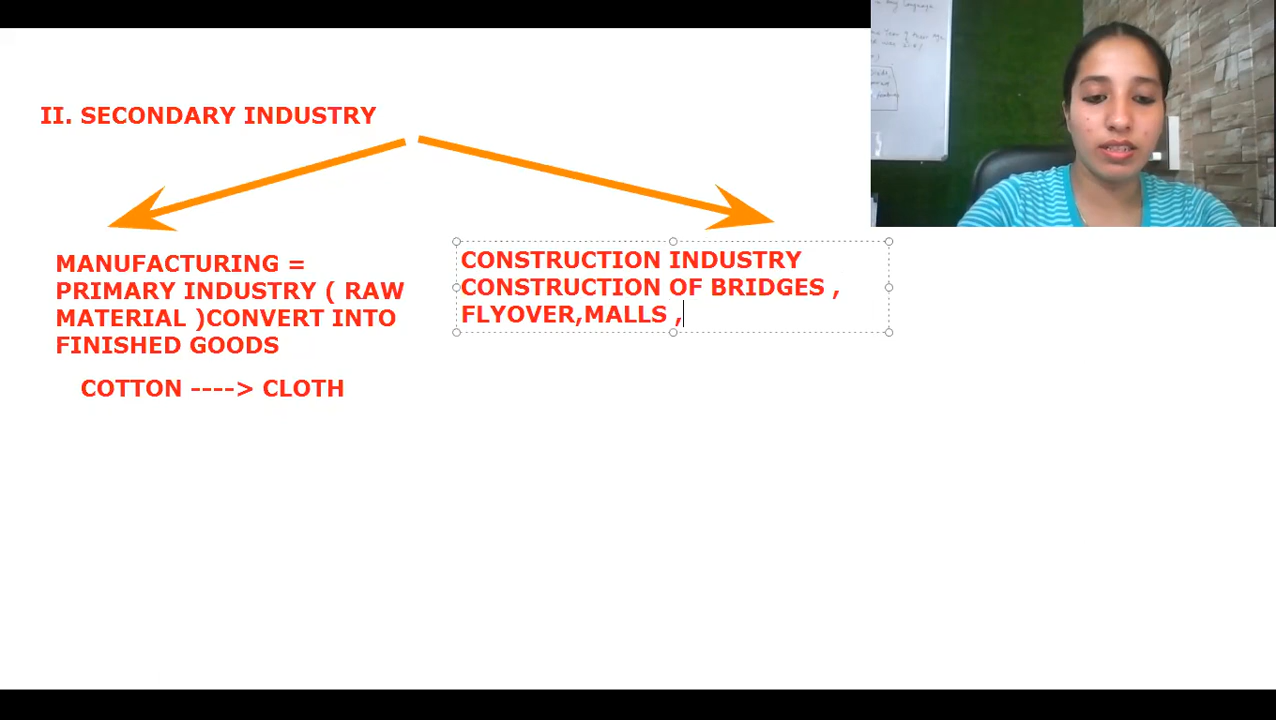 II. SECONDARY INDUSTRY
MANUFACTURING =
PRIMARY INDUSTRY ( RAW
MATERIAL )CONVERT INTO
FINISHED GOODS
COTTON ----> CLOTH
CONSTRUCTION INDUSTRY
CONSTRUCTION OF BRIDGES ,
FLYOVER,MALLS ,